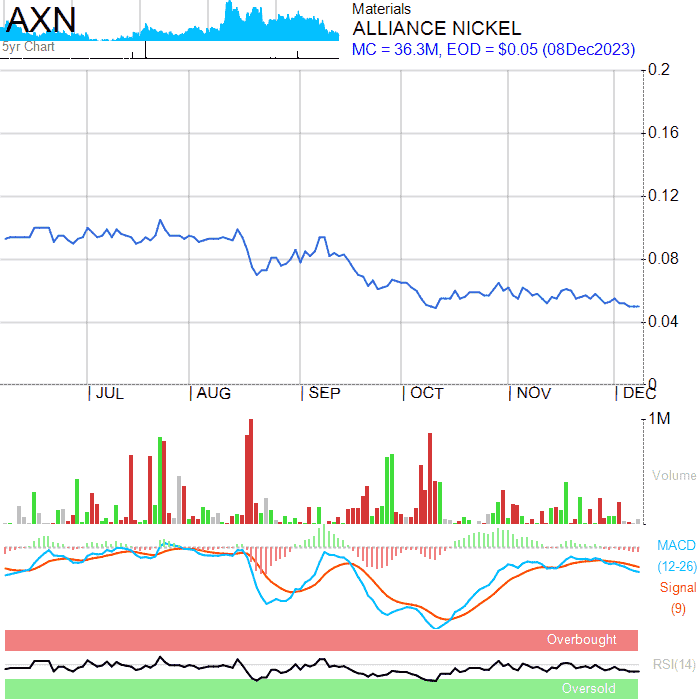 AXN
5yr Chart
Materials
ALLIANCE NICKEL
MC = 36.3M, EOD = $0.05 (08Dec2023)
0.2
0.16
0.12
0.08
0.04
0
JUL AUG SEP OCT NOV DEC
1M
Volume
MACD
(12-26)
Signal
(9)
Overbought
RSI(14)
Oversold